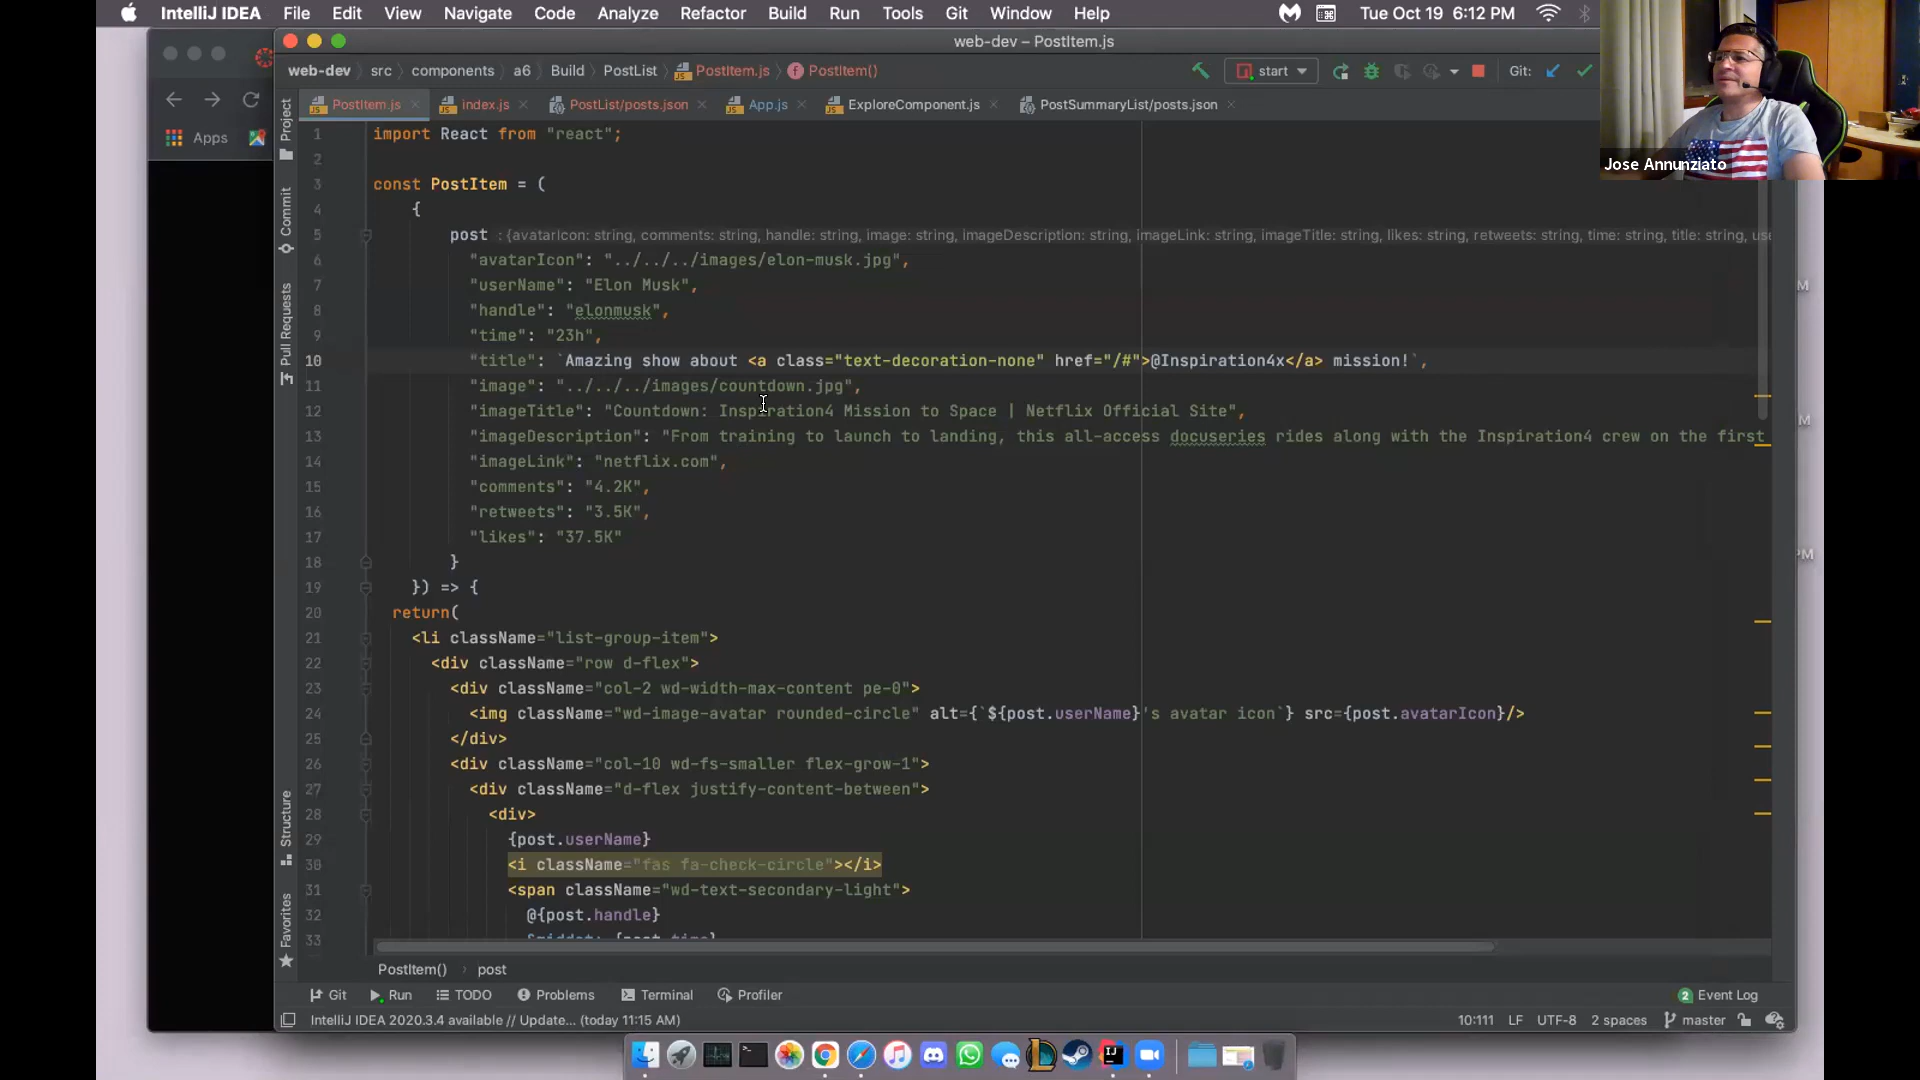 IntelliJ IDEA File Edit View Navigate Code Analyze Refactor Build Run Tools Git Window Help Tue Oct 19 6:12 PM
web-dev – PostItem.js
web-dev src components a6 Build PostList PostItem.js PostItem() start Git:
PostItem.js index.js PostList/posts.json App.js ExploreComponent.js PostSummaryList/posts.json
Jose Annunziato
Apps
Project
Commit
Pull Requests
Structure
Favorites
1 import React from "react";
2
3 const PostItem = (
4 {
5 post : {avatarIcon: string, comments: string, handle: string, image: string, imageDescription: string, imageLink: string, imageTitle: string, likes: string, retweets: string, time: string, title: string, use
6 "avatarIcon": "../../../images/elon-musk.jpg",
7 "userName": "Elon Musk",
8 "handle": "elonmusk",
9 "time": "23h",
10 "title": `Amazing show about <a class="text-decoration-none" href="/#">@Inspiration4x</a> mission!`,
11 "image": "../../../images/countdown.jpg",
12 "imageTitle": "Countdown: Inspiration4 Mission to Space | Netflix Official Site",
13 "imageDescription": "From training to launch to landing, this all-access docuseries rides along with the Inspiration4 crew on the first
14 "imageLink": "netflix.com",
15 "comments": "4.2K",
16 "retweets": "3.5K",
17 "likes": "37.5K"
18 }
19 }) => {
20 return(
21 <li className="list-group-item">
22 <div className="row d-flex">
23 <div className="col-2 wd-width-max-content pe-0">
24 <img className="wd-image-avatar rounded-circle" alt={`${post.userName}'s avatar icon`} src={post.avatarIcon}/>
25 </div>
26 <div className="col-10 wd-fs-smaller flex-grow-1">
27 <div className="d-flex justify-content-between">
28 <div>
29 {post.userName}
30 <i className="fas fa-check-circle"></i>
31 <span className="wd-text-secondary-light">
32 @{post.handle}
33 &middot; {post.time}
PostItem() post
Git Run TODO Problems Terminal Profiler 2 Event Log
IntelliJ IDEA 2020.3.4 available // Update... (today 11:15 AM) 10:111 LF UTF-8 2 spaces master